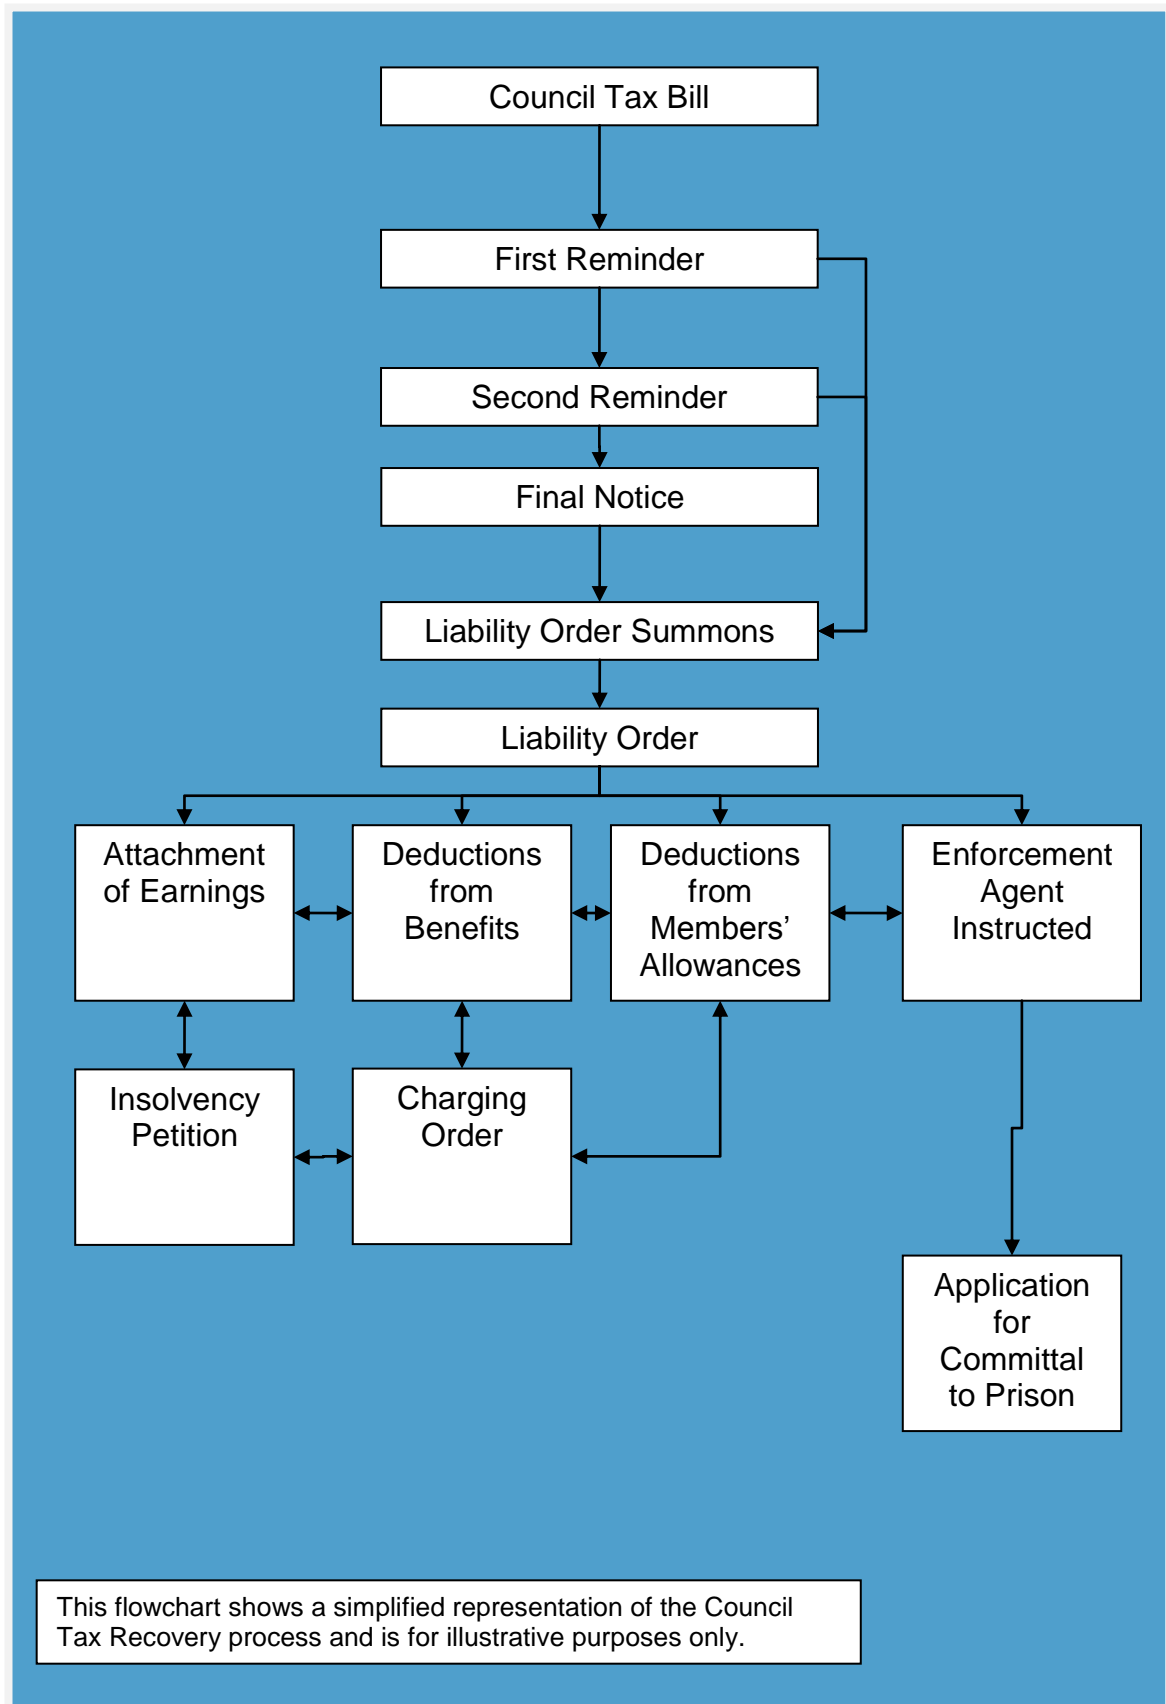 Council Tax Bill
First Reminder
Second Reminder
Final Notice
Liability Order Summons
Liability Order
Attachment
of Earnings
Deductions
from
Benefits
Deductions
from
Members’
Allowances
Enforcement
Agent
Instructed
Insolvency
Petition
Charging
Order
Application
for
Committal
to Prison
This flowchart shows a simplified representation of the Council
Tax Recovery process and is for illustrative purposes only.